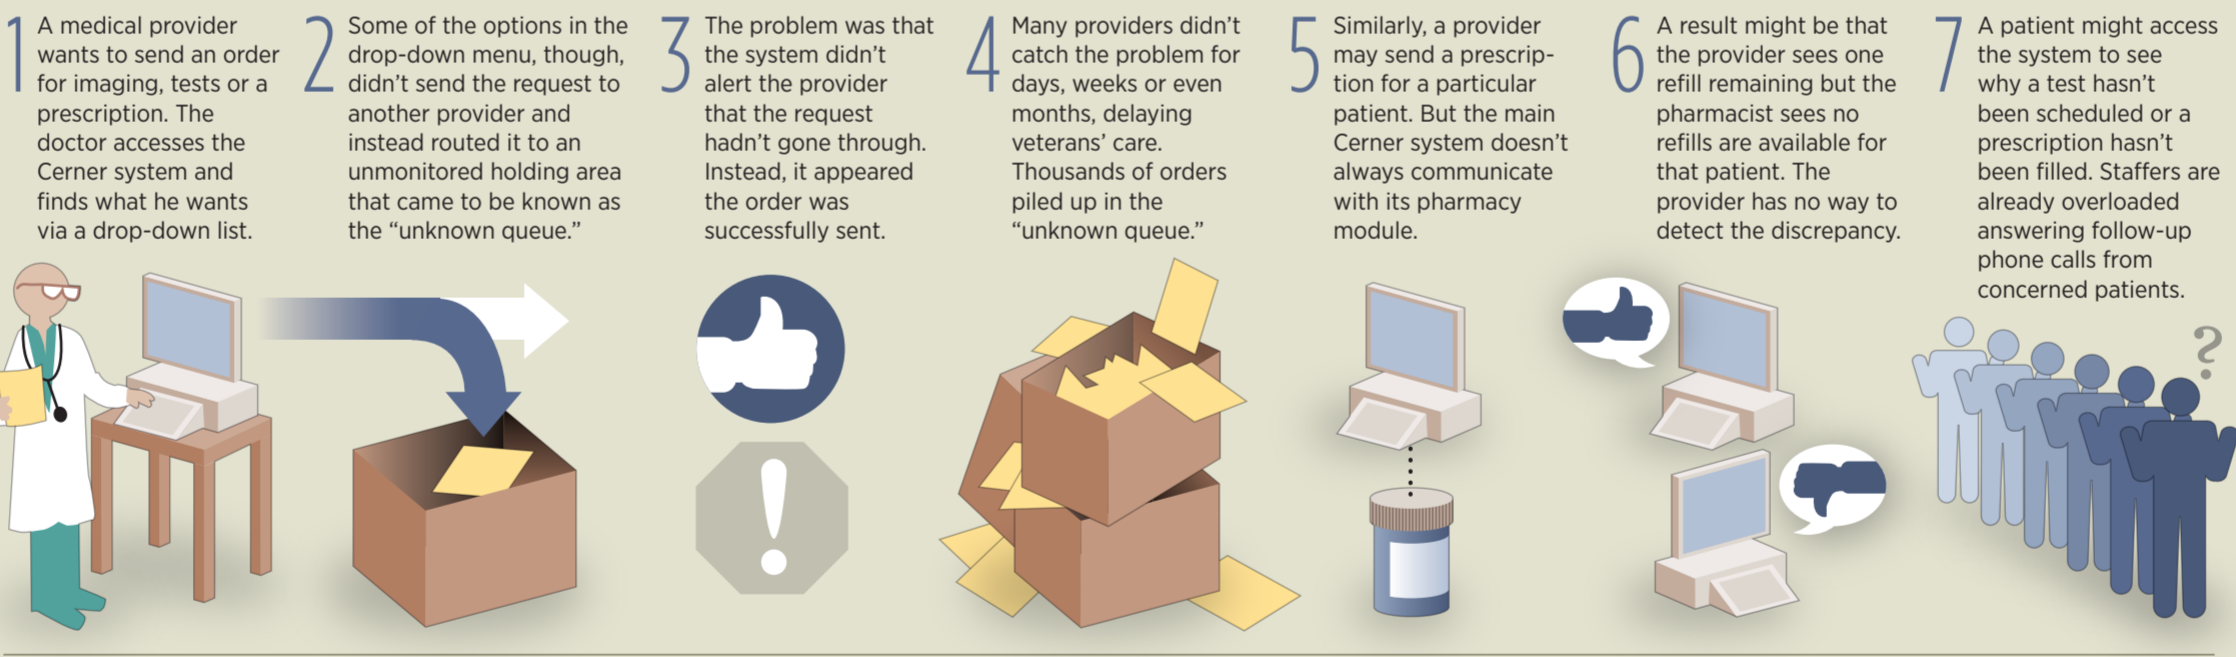 1
A medical provider
wants to send an order
for imaging, tests or a
prescription. The
doctor accesses the
Cerner system and
finds what he wants
via a drop-down list.
2
Some of the options in the
drop-down menu, though,
didn’t send the request to
another provider and
instead routed it to an
unmonitored holding area
that came to be known as
the “unknown queue.”
3
The problem was that
the system didn’t
alert the provider
that the request
hadn’t gone through.
Instead, it appeared
the order was
successfully sent.
4
Many providers didn’t
catch the problem for
days, weeks or even
months, delaying
veterans’ care.
Thousands of orders
piled up in the
“unknown queue.”
5
Similarly, a provider
may send a prescrip-
tion for a particular
patient. But the main
Cerner system doesn’t
always communicate
with its pharmacy
module.
6
A result might be that
the provider sees one
refill remaining but the
pharmacist sees no
refills are available for
that patient. The
provider has no way to
detect the discrepancy.
7
A patient might access
the system to see
why a test hasn’t
been scheduled or a
prescription hasn’t
been filled. Staffers are
already overloaded
answering follow-up
phone calls from
concerned patients.
!
?